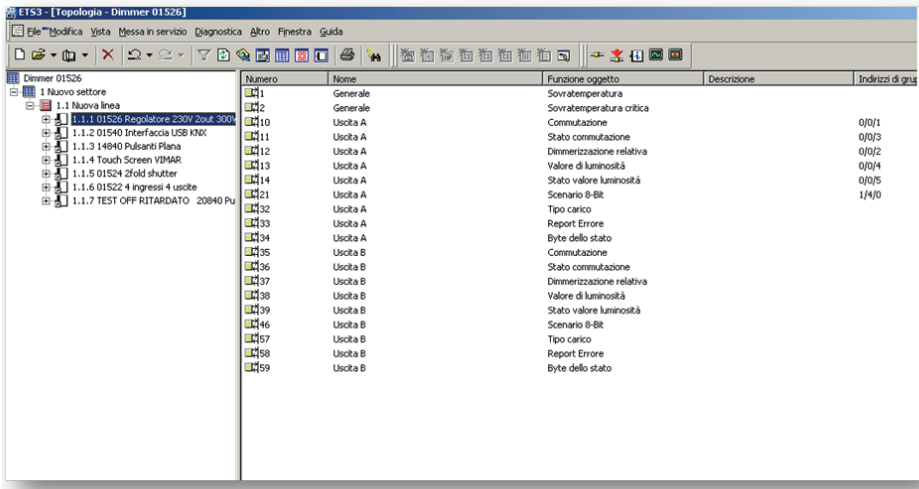 ETS3 - [Topologia - Dimmer 01526]
File Modifica Vista Messa in servizio Diagnostica Altro Finestra Guida
Dimmer 01526
1 Nuovo settore
1.1 Nuova linea
1.1.1 01526 Regolatore 230V 2out 300V
1.1.2 01540 Interfaccia USB KNX
1.1.3 14840 Pulsanti Plana
1.1.4 Touch Screen VIMAR
1.1.5 01524 2fold shutter
1.1.6 01522 4 ingressi 4 uscite
1.1.7 TEST OFF RITARDATO 20840 Pu
Numero Nome Funzione oggetto Descrizione Indirizzi di grup
1 Generale Sovratemperatura
2 Generale Sovratemperatura critica
10 Uscita A Commutazione 0/0/1
11 Uscita A Stato commutazione 0/0/3
12 Uscita A Dimmerizzazione relativa 0/0/2
13 Uscita A Valore di luminosità 0/0/4
14 Uscita A Stato valore luminosità 0/0/5
21 Uscita A Scenario 8-Bit 1/4/0
32 Uscita A Tipo carico
33 Uscita A Report Errore
34 Uscita A Byte dello stato
35 Uscita B Commutazione
36 Uscita B Stato commutazione
37 Uscita B Dimmerizzazione relativa
38 Uscita B Valore di luminosità
39 Uscita B Stato valore luminosità
46 Uscita B Scenario 8-Bit
57 Uscita B Tipo carico
58 Uscita B Report Errore
59 Uscita B Byte dello stato